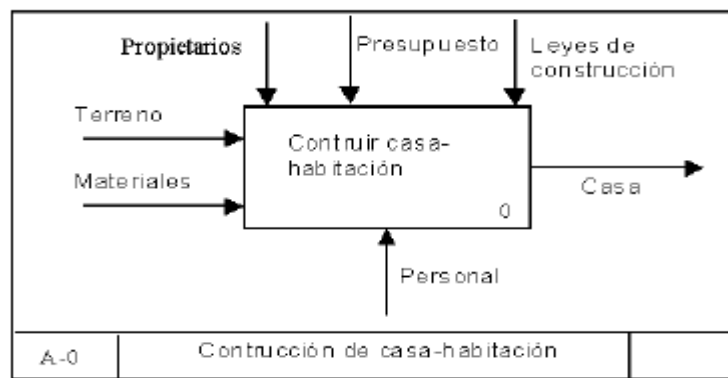 Propietarios
Presupuesto
Leyes de
construcción
Terreno
Contruir casa-
habitación
Materiales
Casa
0
Personal
A-0
Contrucción de casa-habitación